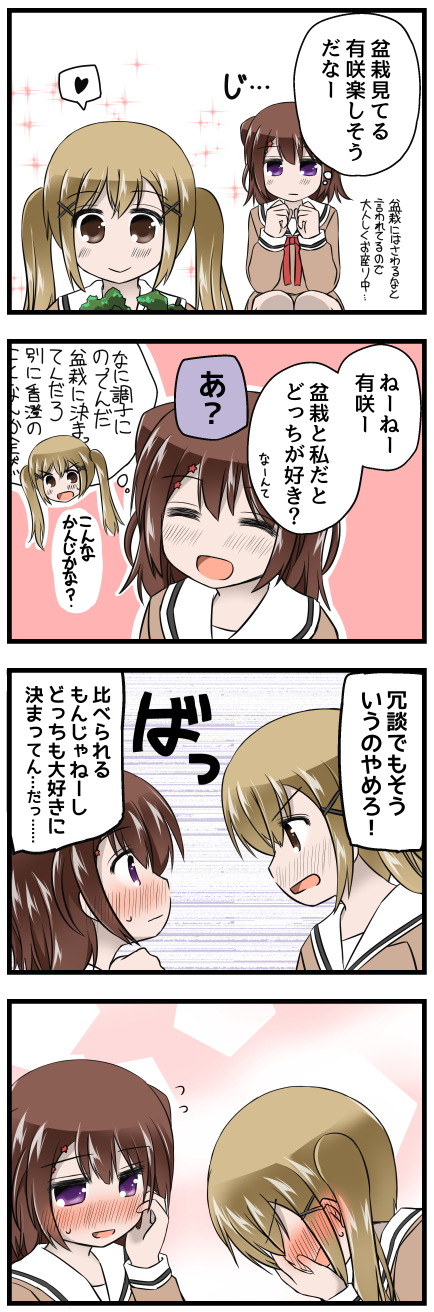 盆栽見てる
有咲楽しそう
だなー
じ…
盆栽にはさわるなと
言われてるので
大人しくお座り中…
ねーねー
有咲ー
盆栽と私だと
どっちが好き？
なーんて
あ？
なに調子に
のってんだ
盆栽に決まっ
てんだろ
別に香澄の
ことなんか全然
こんな
かんじかな？
冗談でもそう
いうのやめろ！
ばっ
比べられる
もんじゃねーし
どっちも大好きに
決まってん…だっ……